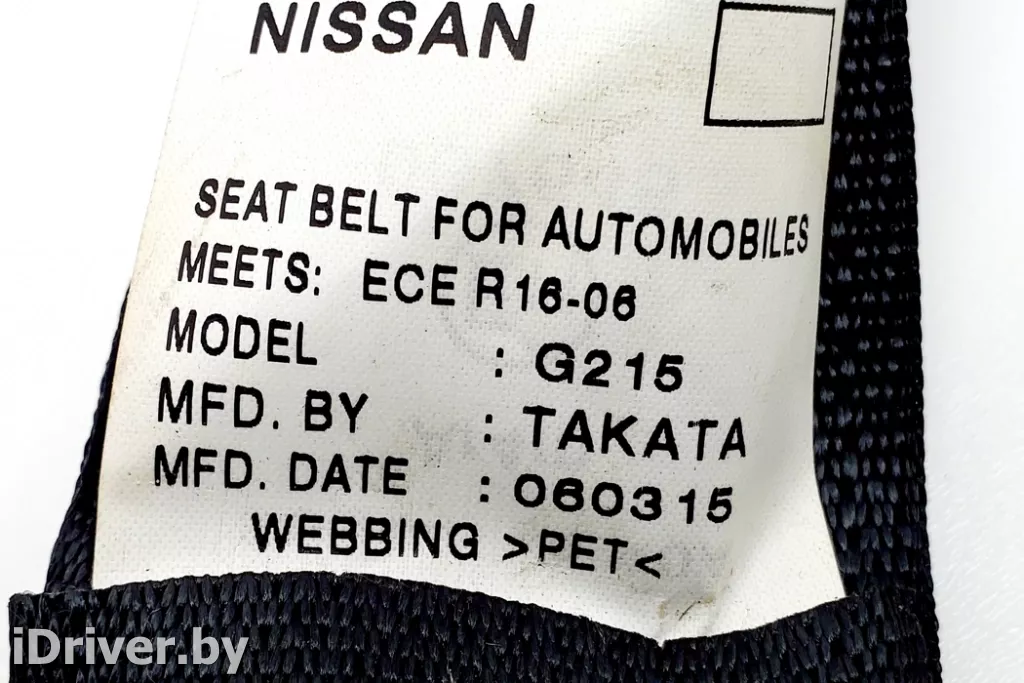 NISSAN
SEAT BELT FOR AUTOMOBILES
MEETS: ECE R16-06
MODEL : G215
MFD. BY : TAKATA
MFD. DATE : 060315
WEBBING >PET<
iDriver.by